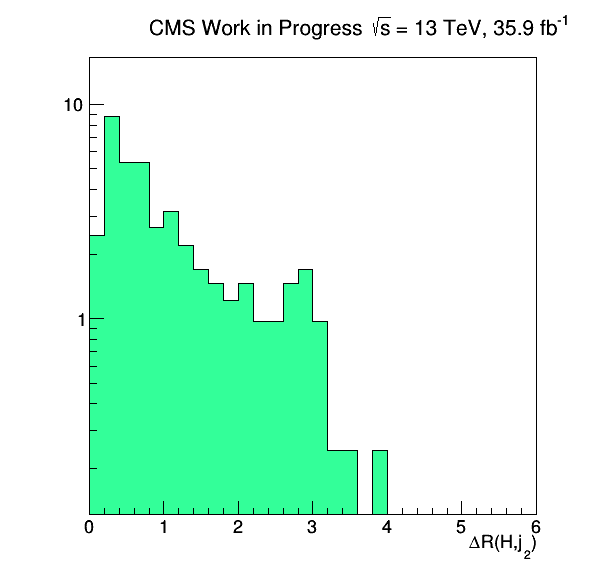 CMS Work in Progress √s = 13 TeV, 35.9 fb⁻¹
10
1
0 1 2 3 4 5 6
ΔR(H,j₂)